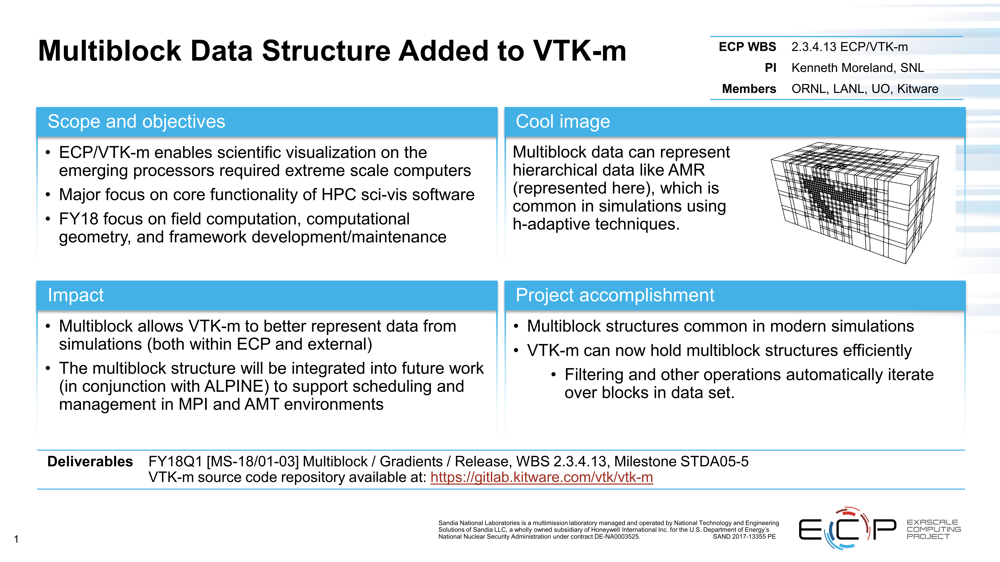 Multiblock Data Structure Added to VTK-m
ECP WBS 2.3.4.13 ECP/VTK-m
PI Kenneth Moreland, SNL
Members ORNL, LANL, UO, Kitware
Scope and objectives
• ECP/VTK-m enables scientific visualization on the
emerging processors required extreme scale computers
• Major focus on core functionality of HPC sci-vis software
• FY18 focus on field computation, computational
geometry, and framework development/maintenance
Cool image
Multiblock data can represent
hierarchical data like AMR
(represented here), which is
common in simulations using
h-adaptive techniques.
Impact
• Multiblock allows VTK-m to better represent data from
simulations (both within ECP and external)
• The multiblock structure will be integrated into future work
(in conjunction with ALPINE) to support scheduling and
management in MPI and AMT environments
Project accomplishment
• Multiblock structures common in modern simulations
• VTK-m can now hold multiblock structures efficiently
• Filtering and other operations automatically iterate
over blocks in data set.
Deliverables FY18Q1 [MS-18/01-03] Multiblock / Gradients / Release, WBS 2.3.4.13, Milestone STDA05-5
VTK-m source code repository available at: https://gitlab.kitware.com/vtk/vtk-m
1
Sandia National Laboratories is a multimission laboratory managed and operated by National Technology and Engineering
Solutions of Sandia LLC, a wholly owned subsidiary of Honeywell International Inc. for the U.S. Department of Energy's
National Nuclear Security Administration under contract DE-NA0003525. SAND 2017-13355 PE
ECP
EXASCALE
COMPUTING
PROJECT